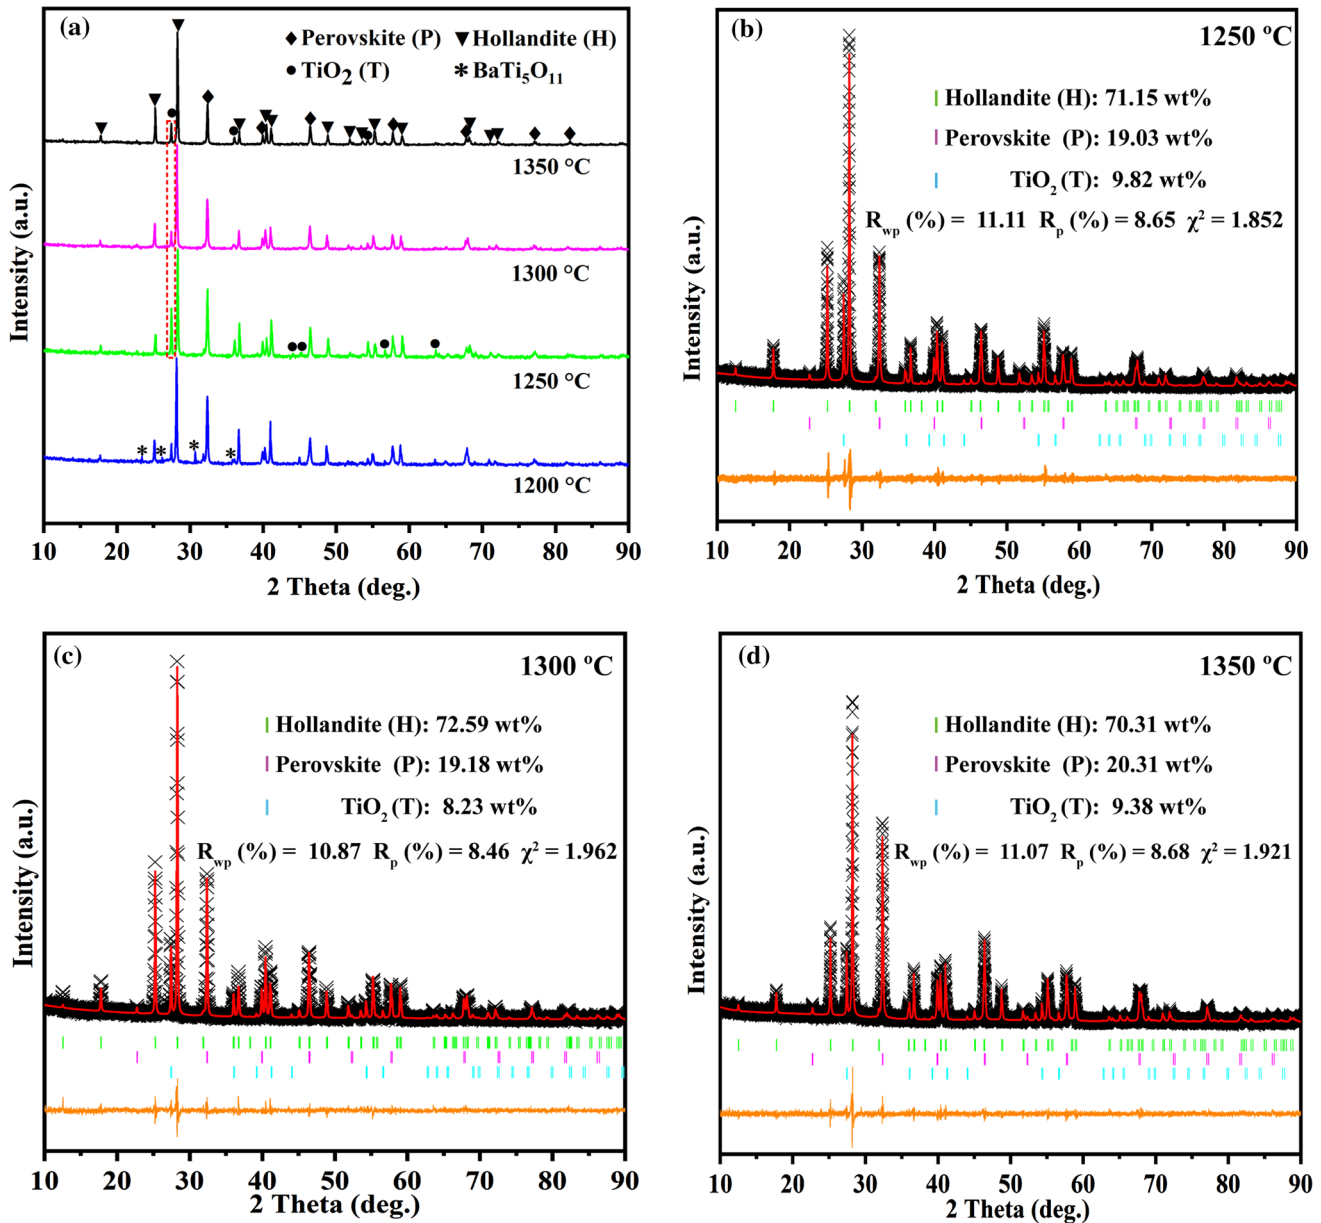 (a)
◆ Perovskite (P) ▼ Hollandite (H)
● TiO2 (T) * BaTi5O11
1350 °C
1300 °C
1250 °C
* * * *
1200 °C
Intensity (a.u.)
10 20 30 40 50 60 70 80 90
2 Theta (deg.)
(b)
1250 ºC
Hollandite (H): 71.15 wt%
Perovskite (P): 19.03 wt%
TiO2 (T): 9.82 wt%
Rwp (%) = 11.11 Rp (%) = 8.65 χ² = 1.852
Intensity (a.u.)
10 20 30 40 50 60 70 80 90
2 Theta (deg.)
(c)
1300 ºC
Hollandite (H): 72.59 wt%
Perovskite (P): 19.18 wt%
TiO2 (T): 8.23 wt%
Rwp (%) = 10.87 Rp (%) = 8.46 χ² = 1.962
Intensity (a.u.)
10 20 30 40 50 60 70 80 90
2 Theta (deg.)
(d)
1350 ºC
Hollandite (H): 70.31 wt%
Perovskite (P): 20.31 wt%
TiO2 (T): 9.38 wt%
Rwp (%) = 11.07 Rp (%) = 8.68 χ² = 1.921
Intensity (a.u.)
10 20 30 40 50 60 70 80 90
2 Theta (deg.)